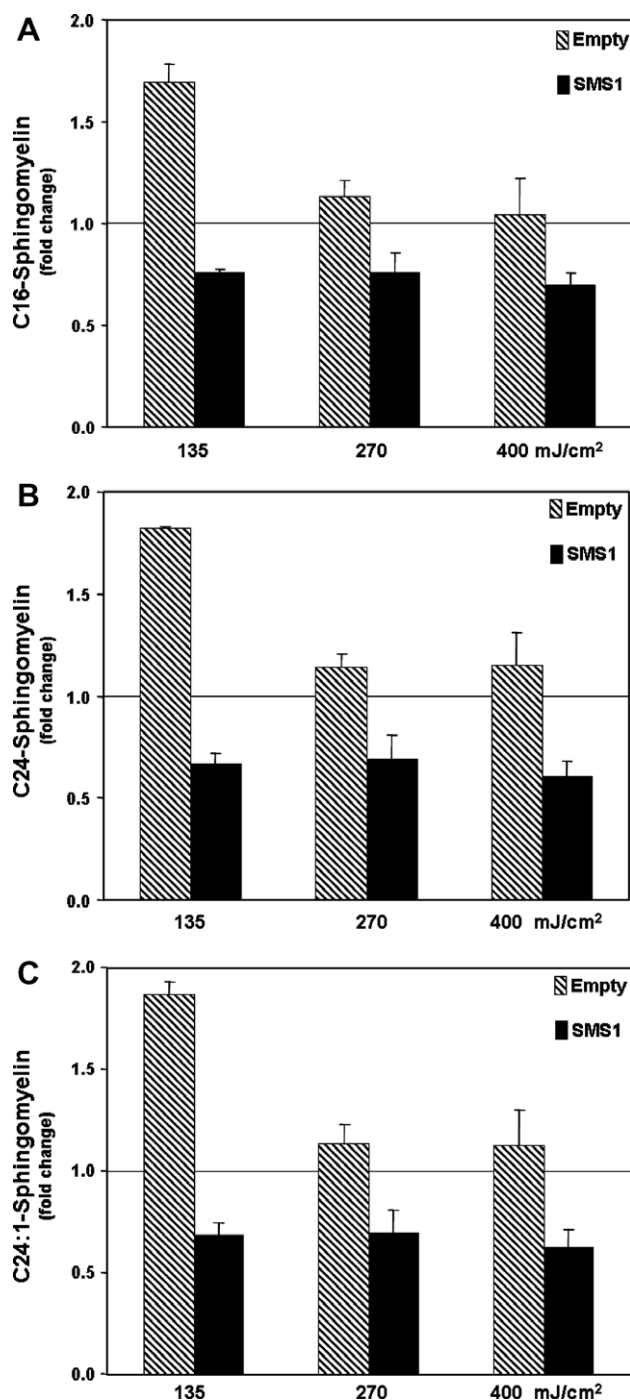 A
C16-Sphingomyelin
(fold change)
2.0
1.5
1.0
0.5
0.0
Empty
SMS1
135 270 400 mJ/cm²
B
C24-Sphingomyelin
(fold change)
2.0
1.5
1.0
0.5
0.0
Empty
SMS1
135 270 400 mJ/cm²
C
C24:1-Sphingomyelin
(fold change)
2.0
1.5
1.0
0.5
0.0
Empty
SMS1
135 270 400 mJ/cm²